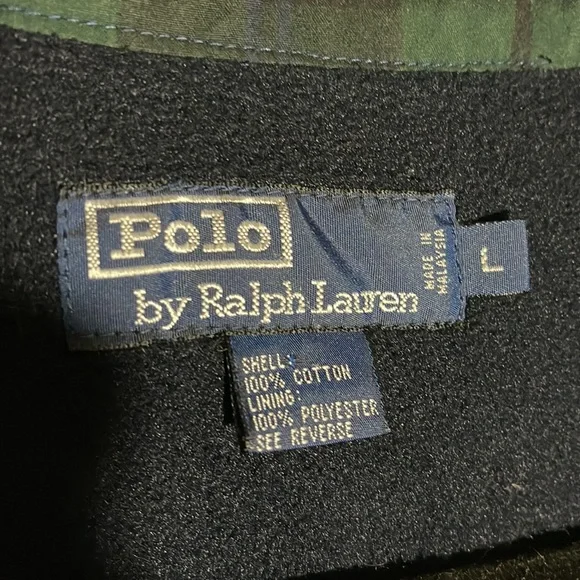 Polo
by Ralph Lauren
MADE IN
MALAYSIA
L
SHELL:
100% COTTON
LINING:
100% POLYESTER
SEE REVERSE